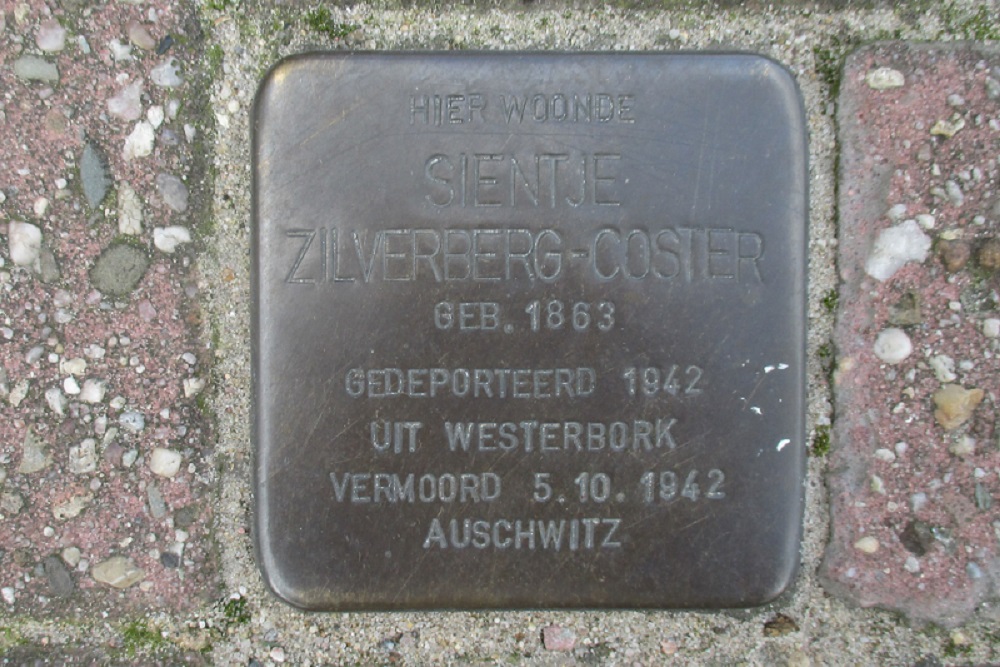 HIER WOONDE
SIENTJE
ZILVERBERG-COSTER
GEB. 1863
GEDEPORTEERD 1942
UIT WESTERBORK
VERMOORD 5.10.1942
AUSCHWITZ